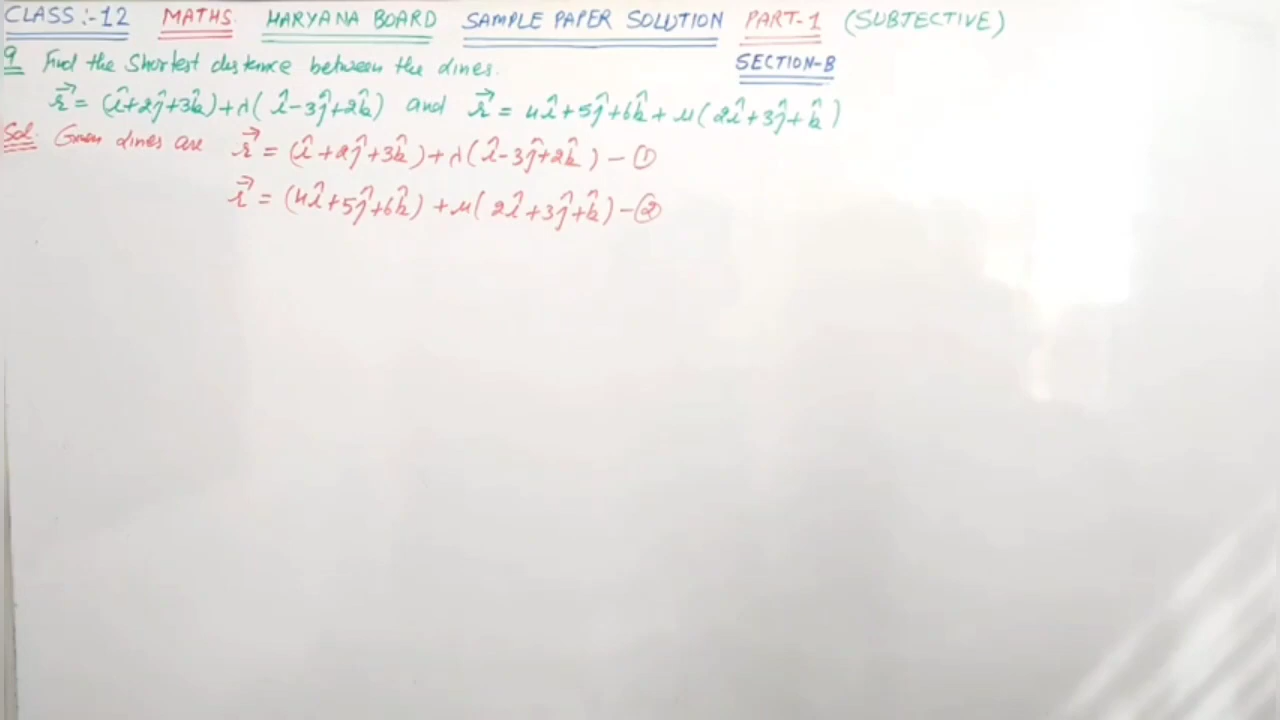 CLASS :- 12 MATHS. HARYANA BOARD SAMPLE PAPER SOLUTION PART-1 (SUBJECTIVE)
SECTION-B
9 Find the Shortest distence between the lines.
r⃗ = (î+2ĵ+3k̂)+λ(î-3ĵ+2k̂) and r⃗ = 4î+5ĵ+6k̂+μ(2î+3ĵ+k̂)
Sol. Given lines are r⃗ = (î+2ĵ+3k̂)+λ(î-3ĵ+2k̂) - ①
r⃗ = (4î+5ĵ+6k̂)+μ(2î+3ĵ+k̂) - ②